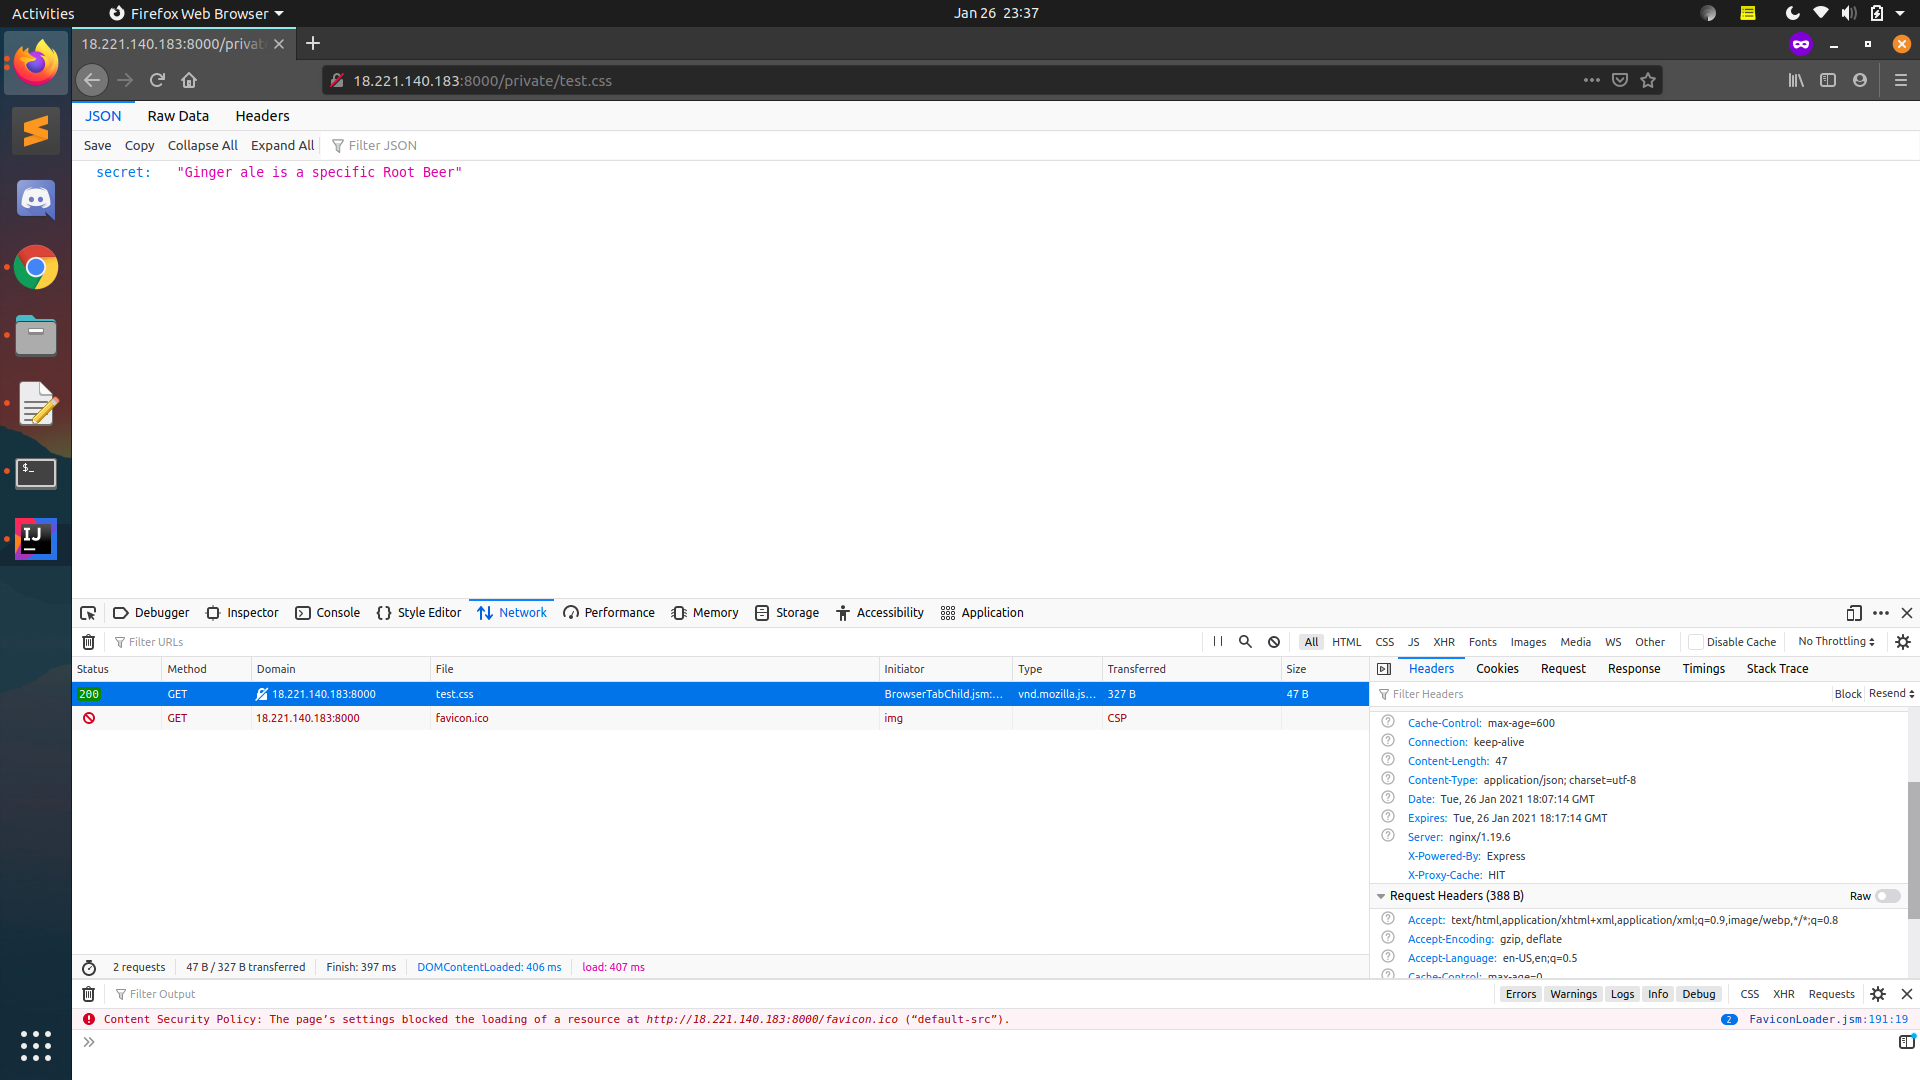 Activities
Firefox Web Browser
Jan 26 23:37
18.221.140.183:8000/privat
18.221.140.183:8000/private/test.css
JSON
Raw Data
Headers
Save
Copy
Collapse All
Expand All
Filter JSON
secret: "Ginger ale is a specific Root Beer"
$_
IJ
Debugger
Inspector
Console
Style Editor
Network
Performance
Memory
Storage
Accessibility
Application
Filter URLs
All
HTML
CSS
JS
XHR
Fonts
Images
Media
WS
Other
Disable Cache
No Throttling
Status
Method
Domain
File
Initiator
Type
Transferred
Size
200 GET 18.221.140.183:8000 test.css BrowserTabChild.jsm:... vnd.mozilla.js... 327 B 47 B
GET 18.221.140.183:8000 favicon.ico img CSP
Headers
Cookies
Request
Response
Timings
Stack Trace
Filter Headers
Block
Resend
Cache-Control: max-age=600
Connection: keep-alive
Content-Length: 47
Content-Type: application/json; charset=utf-8
Date: Tue, 26 Jan 2021 18:07:14 GMT
Expires: Tue, 26 Jan 2021 18:17:14 GMT
Server: nginx/1.19.6
X-Powered-By: Express
X-Proxy-Cache: HIT
Request Headers (388 B)
Raw
Accept: text/html,application/xhtml+xml,application/xml;q=0.9,image/webp,*/*;q=0.8
Accept-Encoding: gzip, deflate
Accept-Language: en-US,en;q=0.5
Cache-Control: max-age=0
2 requests
47 B / 327 B transferred
Finish: 397 ms
DOMContentLoaded: 406 ms
load: 407 ms
Filter Output
Errors
Warnings
Logs
Info
Debug
CSS
XHR
Requests
Content Security Policy: The page’s settings blocked the loading of a resource at http://18.221.140.183:8000/favicon.ico (“default-src”).
2
FaviconLoader.jsm:191:19